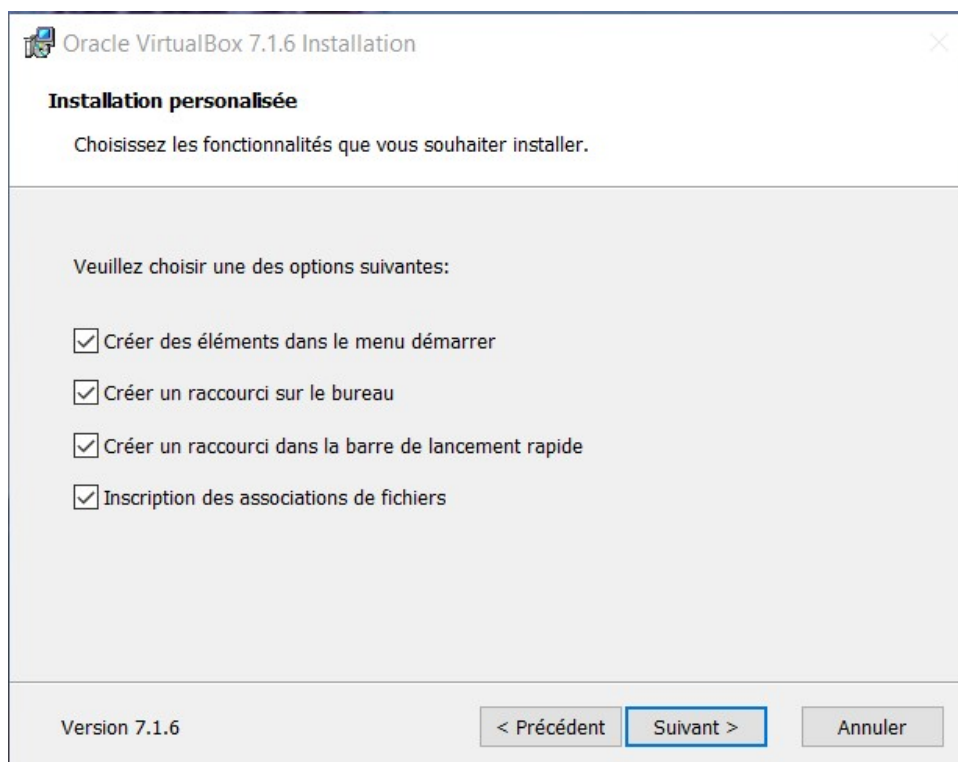 Oracle VirtualBox 7.1.6 Installation
Installation personalisée
Choisissez les fonctionnalités que vous souhaiter installer.
Veuillez choisir une des options suivantes:
Créer des éléments dans le menu démarrer
Créer un raccourci sur le bureau
Créer un raccourci dans la barre de lancement rapide
Inscription des associations de fichiers
Version 7.1.6 < Précédent Suivant > Annuler